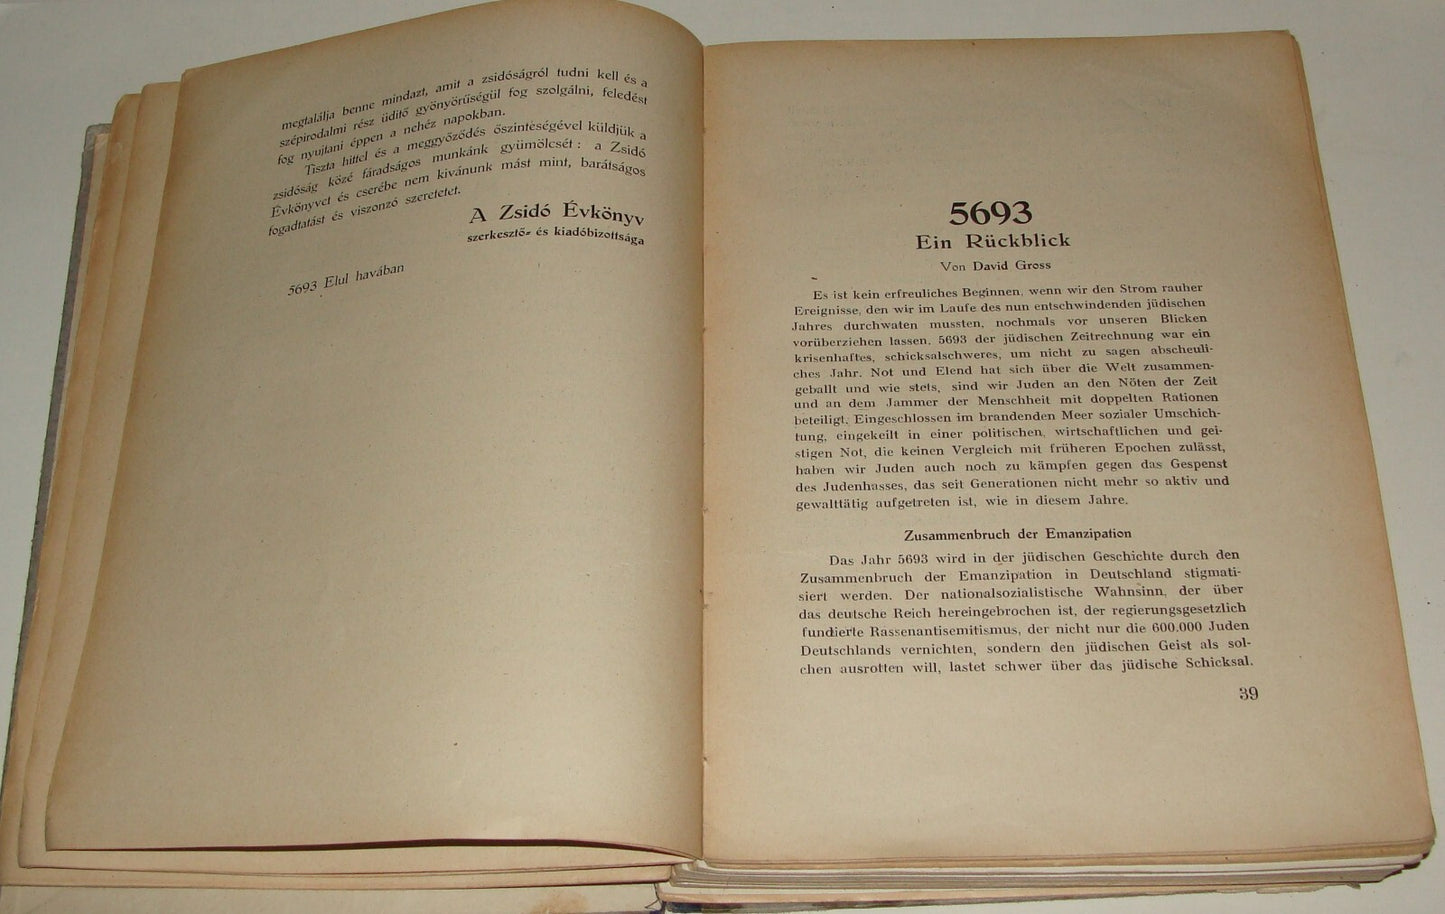 megtalálja benne mindazt, amit a zsidóságról tudni kell és a
szépirodalmi rész üditő gyönyörűségül fog szolgálni, feledést
fog nyujtani éppen a nehéz napokban.
Tiszta hittel és a meggyőződés őszinteségével küldjük a
zsidóság közé fáradságos munkánk gyümölcsét : a Zsidó
Évkönyvet és cserébe nem kivánunk mást mint, barátságos
fogadtatást és viszonzó szeretetet.
A Zsidó Évkönyv
szerkesztő- és kiadóbizottsága
5693 Elul havában
5693
Ein Rückblick
Von David Gross
Es ist kein erfreuliches Beginnen, wenn wir den Strom rauher
Ereignisse, den wir im Laufe des nun entschwindenden jüdischen
Jahres durchwaten mussten, nochmals vor unseren Blicken
vorüberziehen lassen. 5693 der jüdischen Zeitrechnung war ein
krisenhaftes, schicksalschweres, um nicht zu sagen abscheuli-
ches Jahr. Not und Elend hat sich über die Welt zusammen-
geballt und wie stets, sind wir Juden an den Nöten der Zeit
und an dem Jammer der Menschheit mit doppelten Rationen
beteiligt. Eingeschlossen im brandenden Meer sozialer Umschich-
tung, eingekeilt in einer politischen, wirtschaftlichen und gei-
stigen Not, die keinen Vergleich mit früheren Epochen zulässt,
haben wir Juden auch noch zu kämpfen gegen das Gespenst
des Judenhasses, das seit Generationen nicht mehr so aktiv und
gewalttätig aufgetreten ist, wie in diesem Jahre.
Zusammenbruch der Emanzipation
Das Jahr 5693 wird in der jüdischen Geschichte durch den
Zusammenbruch der Emanzipation in Deutschland stigmati-
siert werden. Der nationalsozialistische Wahnsinn, der über
das deutsche Reich hereingebrochen ist, der regierungsgesetzlich
fundierte Rassenantisemitismus, der nicht nur die 600.000 Juden
Deutschlands vernichten, sondern den jüdischen Geist als sol-
chen ausrotten will, lastet schwer über das jüdische Schicksal.
39